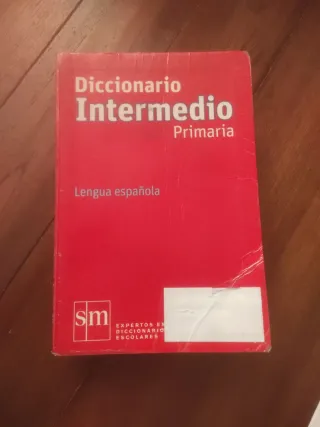 Diccionario
Intermedio
Primaria
Lengua española
sm
EXPERTOS EN
DICCIONARIOS
ESCOLARES